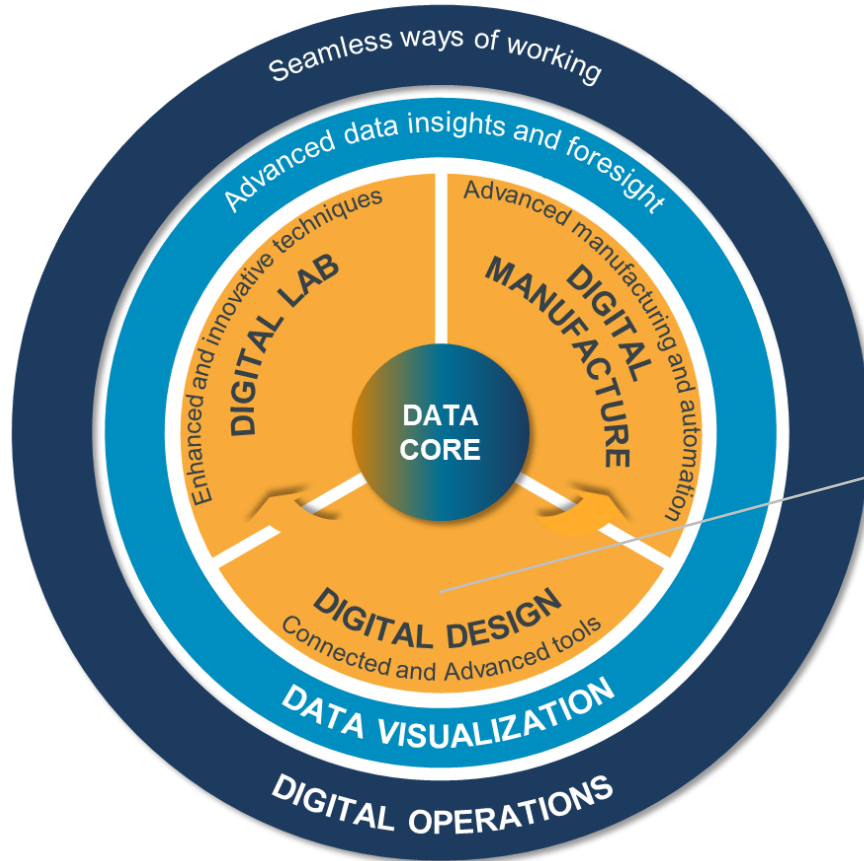 Seamless ways of working
Advanced data insights and foresight
Enhanced and innovative techniques
DIGITAL LAB
Advanced manufacturing and automation
DIGITAL
MANUFACTURE
DATA
CORE
DIGITAL DESIGN
Connected and Advanced tools
DATA VISUALIZATION
DIGITAL OPERATIONS